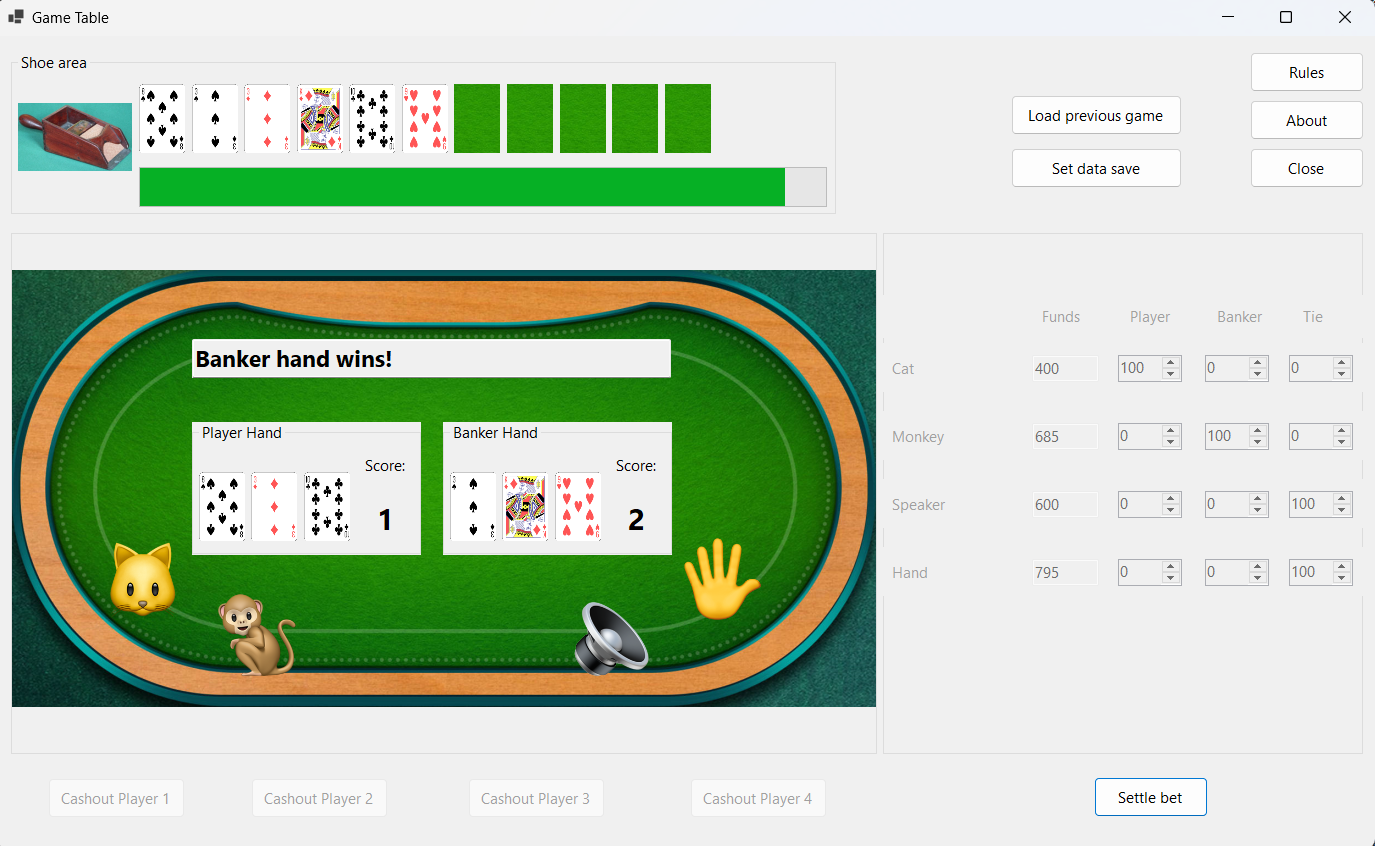 Game Table
Shoe area
Rules
Load previous game
About
Set data save
Close
Banker hand wins!
Player Hand
Score:
1
Banker Hand
Score:
2
Funds Player Banker Tie
Cat 400 100 0 0
Monkey 685 0 100 0
Speaker 600 0 0 100
Hand 795 0 0 100
Cashout Player 1
Cashout Player 2
Cashout Player 3
Cashout Player 4
Settle bet